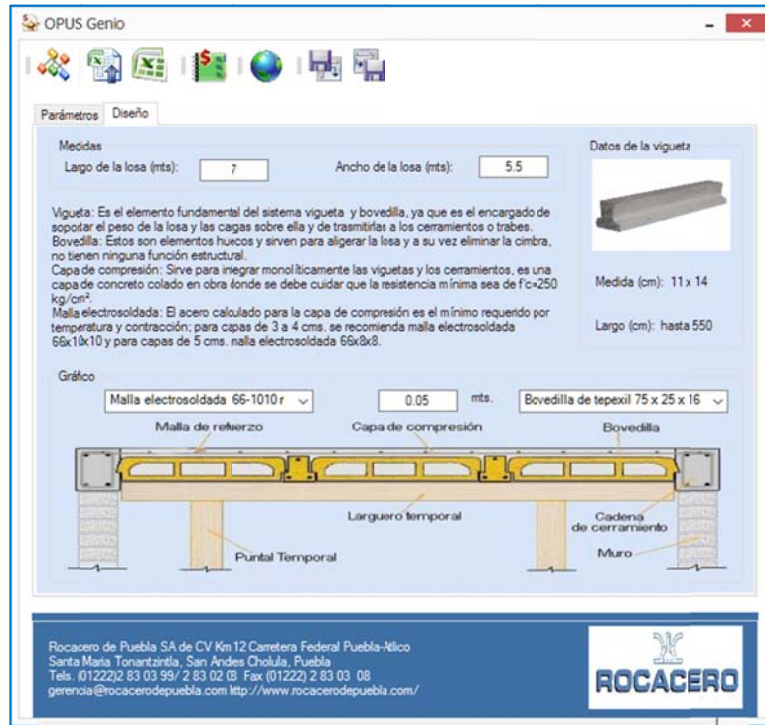 OPUS Genio
Parámetros Diseño
Medidas
Largo de la losa (mts): 7 Ancho de la losa (mts): 5.5
Datos de la vigueta
Vigueta: Es el elemento fundamental del sistema vigueta y bovedilla, ya que es el encargado de
soportar el peso de la losa y las cagas sobre ella y de trasmitirlas a los cerramientos o trabes.
Bovedilla: Estos son elementos huecos y sirven para aligerar la losa y a su vez eliminar la cimbra,
no tienen ninguna función estructural.
Capa de compresión: Sirve para integrar monolíticamente las viguetas y los cerramientos, es una
capa de concreto colado en obra donde se debe cuidar que la resistencia mínima sea de f'c=250
kg/cm².
Malla electrosoldada: El acero calculado para la capa de compresión es el mínimo requerido por
temperatura y contracción; para capas de 3 a 4 cms. se recomienda malla electrosoldada
66x10x10 y para capas de 5 cms. malla electrosoldada 66x8x8.
Medida (cm): 11 x 14
Largo (cm): hasta 550
Gráfico
Malla electrosoldada 66-1010 r 0.05 mts. Bovedilla de tepexil 75 x 25 x 16
Malla de refuerzo Capa de compresión Bovedilla
Larguero temporal Cadena
de cerramiento
Puntal Temporal Muro
Rocacero de Puebla SA de CV Km 12 Carretera Federal Puebla-Atlico
Santa Maria Tonantzintla, San Andes Cholula, Puebla
Tels. (01222)2 83 03 99/ 2 83 02 03 Fax (01222) 2 83 03 08
gerencia@rocacerodepuebla.com http://www.rocacerodepuebla.com/
ROCACERO